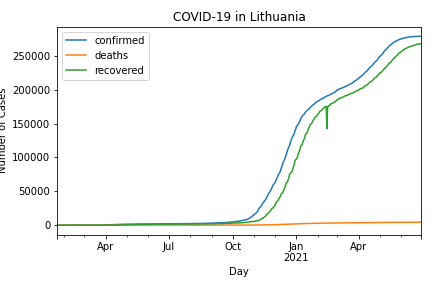 COVID-19 in Lithuania
confirmed
deaths
recovered
250000
200000
150000
100000
50000
0
Number of Cases
Apr
Jul
Oct
Jan
2021
Apr
Day